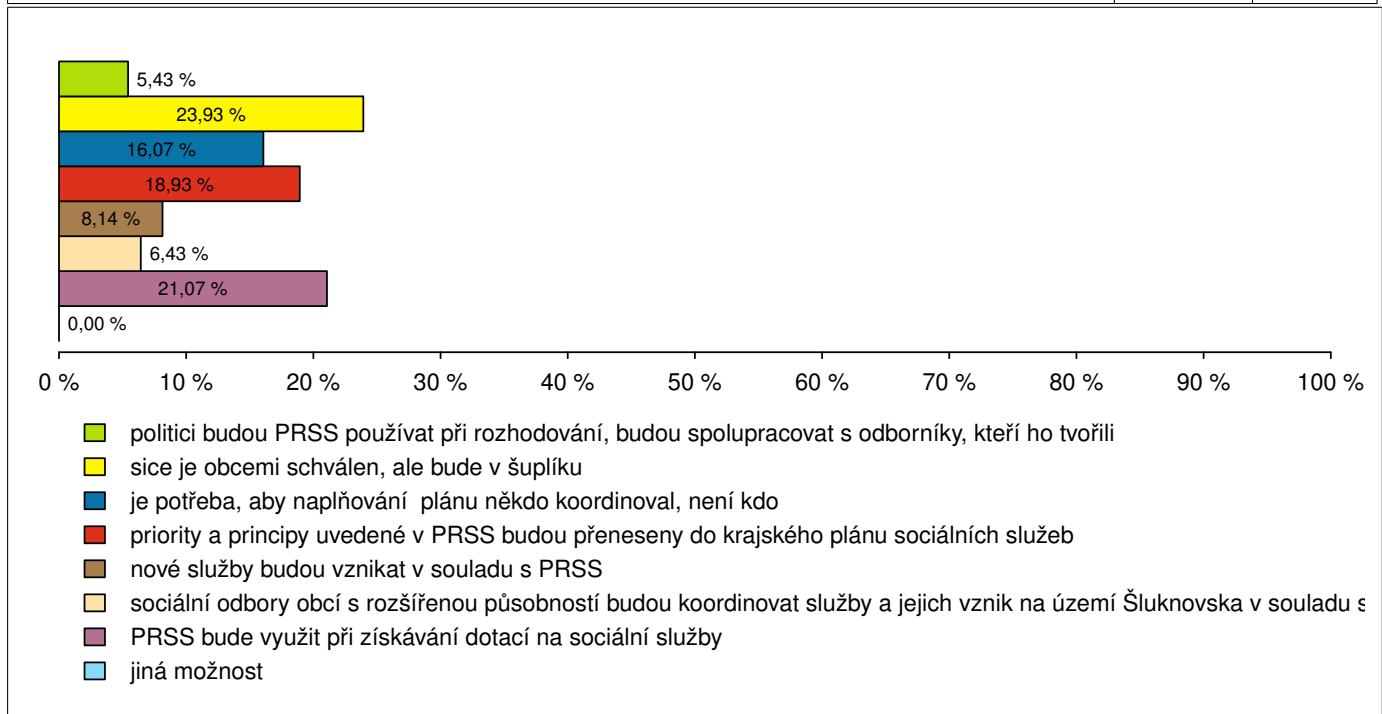 5,43 %
23,93 %
16,07 %
18,93 %
8,14 %
6,43 %
21,07 %
0,00 %
0 % 10 % 20 % 30 % 40 % 50 % 60 % 70 % 80 % 90 % 100 %
politici budou PRSS používat při rozhodování, budou spolupracovat s odborníky, kteří ho tvořili
sice je obcemi schválen, ale bude v šuplíku
je potřeba, aby naplňování plánu někdo koordinoval, není kdo
priority a principy uvedené v PRSS budou přeneseny do krajského plánu sociálních služeb
nové služby budou vznikat v souladu s PRSS
sociální odbory obcí s rozšířenou působností budou koordinovat služby a jejich vznik na území Šluknovska v souladu s
PRSS bude využit při získávání dotací na sociální služby
jiná možnost